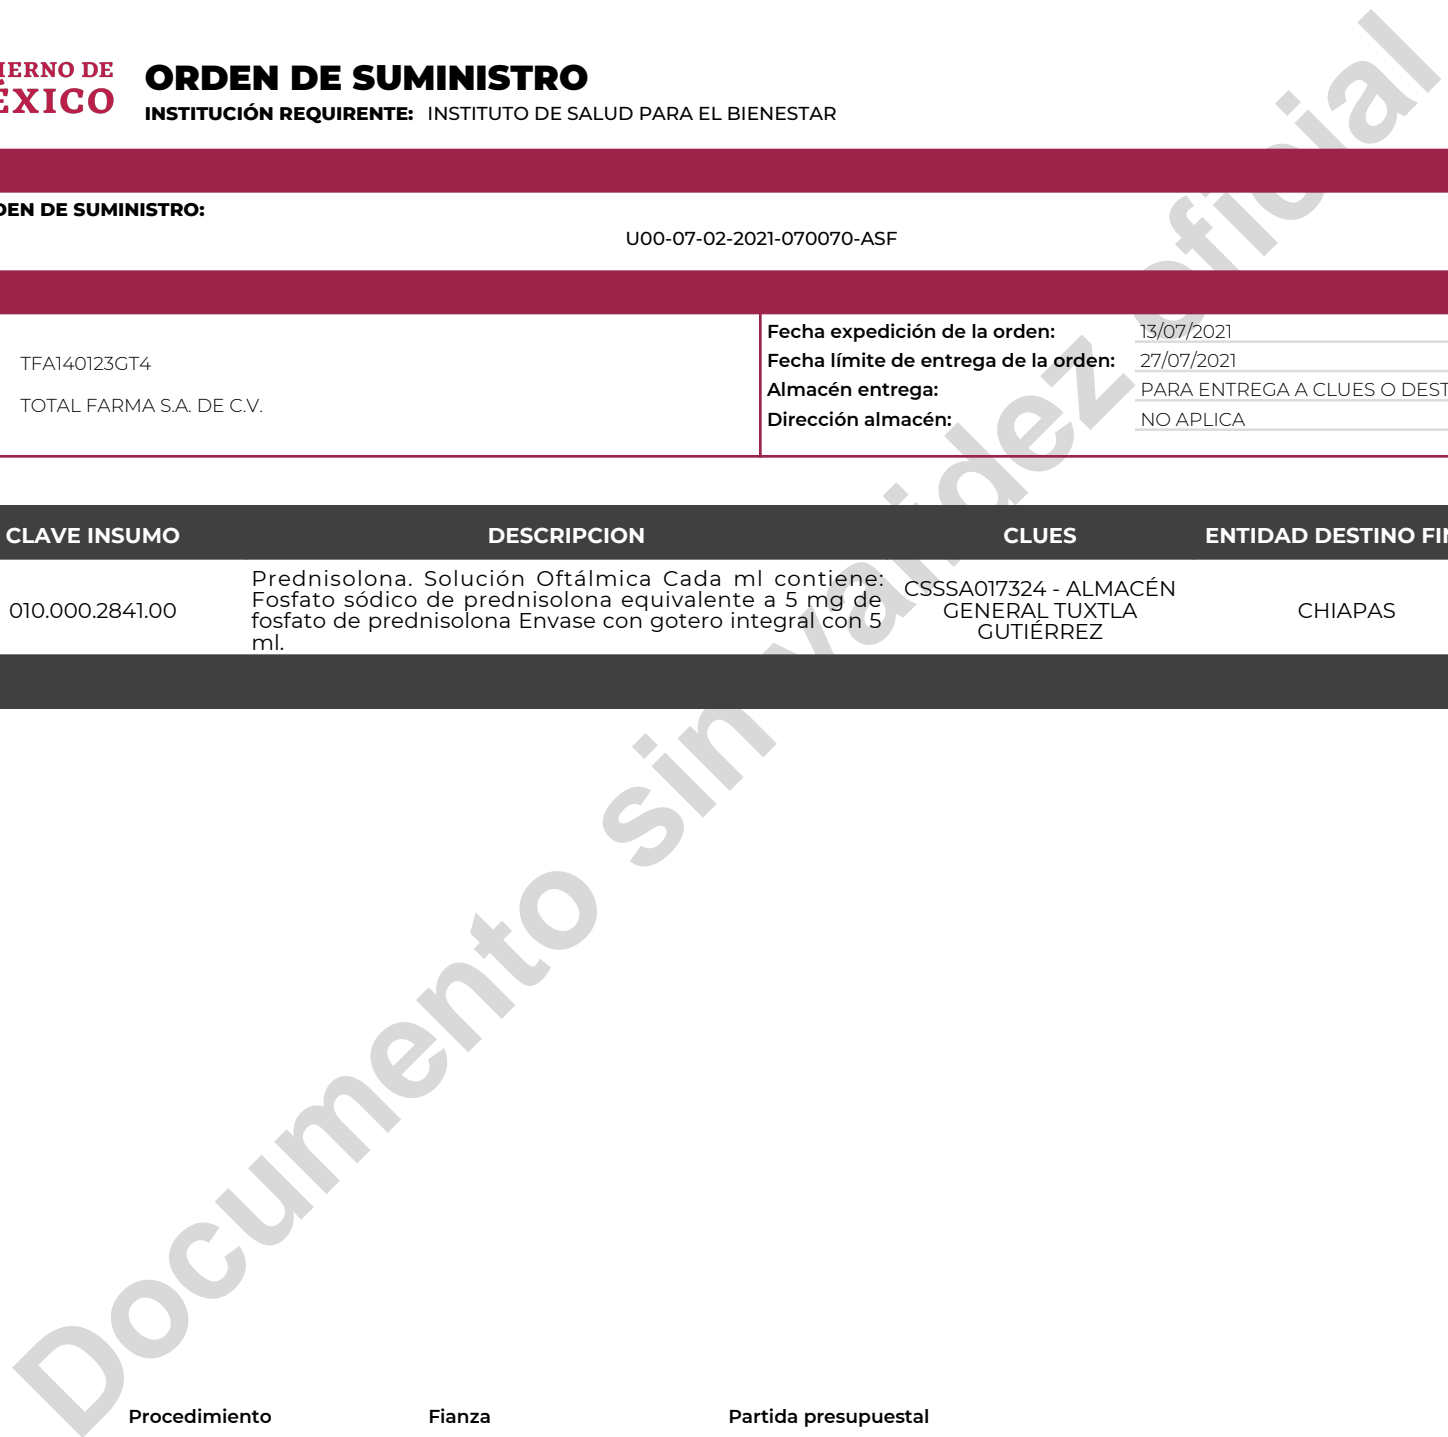 IERNO DE
ÉXICO
ORDEN DE SUMINISTRO
INSTITUCIÓN REQUIRENTE: INSTITUTO DE SALUD PARA EL BIENESTAR
DEN DE SUMINISTRO:
U00-07-02-2021-070070-ASF
TFA140123GT4
TOTAL FARMA S.A. DE C.V.
Fecha expedición de la orden: 13/07/2021
Fecha límite de entrega de la orden: 27/07/2021
Almacén entrega: PARA ENTREGA A CLUES O DEST
Dirección almacén: NO APLICA
CLAVE INSUMO DESCRIPCION CLUES ENTIDAD DESTINO FIN
010.000.2841.00
Prednisolona. Solución Oftálmica Cada ml contiene:
Fosfato sódico de prednisolona equivalente a 5 mg de
fosfato de prednisolona Envase con gotero integral con 5
ml.
CSSSA017324 - ALMACÉN
GENERAL TUXTLA
GUTIÉRREZ
CHIAPAS
Documento sin validez oficial
Procedimiento Fianza Partida presupuestal